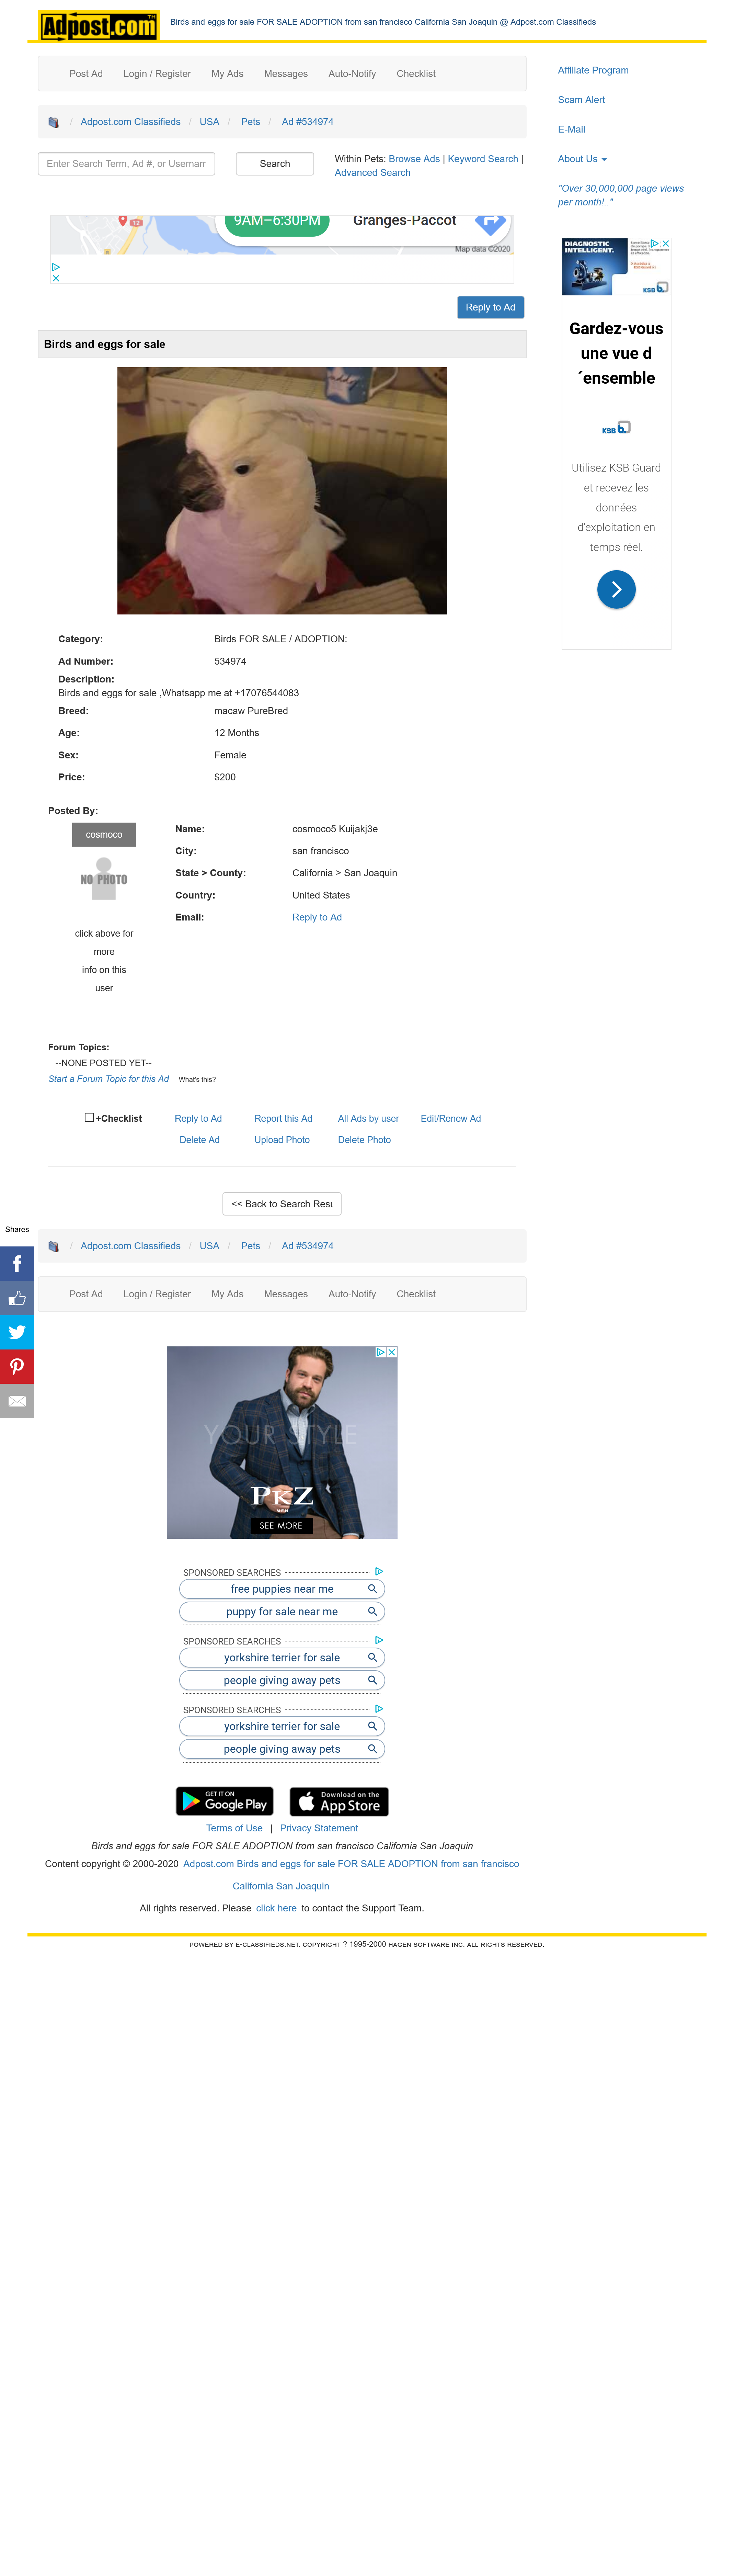 Adpost.com™
Birds and eggs for sale FOR SALE ADOPTION from san francisco California San Joaquin @ Adpost.com Classifieds
Post Ad Login / Register My Ads Messages Auto-Notify Checklist
/ Adpost.com Classifieds / USA / Pets / Ad #534974
Enter Search Term, Ad #, or Usernam
Search
Within Pets: Browse Ads | Keyword Search |
Advanced Search
Affiliate Program
Scam Alert
E-Mail
About Us
"Over 30,000,000 page views
per month!.."
9AM–6:30PM
Granges-Paccot
12
Map data ©2020
DIAGNOSTIC
INTELLIGENT.
KSB
Gardez-vous
une vue d
´ensemble
KSB
Utilisez KSB Guard
et recevez les
données
d'exploitation en
temps réel.
Reply to Ad
Birds and eggs for sale
Category: Birds FOR SALE / ADOPTION:
Ad Number: 534974
Description:
Birds and eggs for sale ,Whatsapp me at +17076544083
Breed: macaw PureBred
Age: 12 Months
Sex: Female
Price: $200
Posted By:
cosmoco
NO PHOTO
click above for
more
info on this
user
Name: cosmoco5 Kuijakj3e
City: san francisco
State > County: California > San Joaquin
Country: United States
Email: Reply to Ad
Forum Topics:
--NONE POSTED YET--
Start a Forum Topic for this Ad What's this?
+Checklist Reply to Ad Report this Ad All Ads by user Edit/Renew Ad
Delete Ad Upload Photo Delete Photo
<< Back to Search Resu
Shares
/ Adpost.com Classifieds / USA / Pets / Ad #534974
Post Ad Login / Register My Ads Messages Auto-Notify Checklist
YOUR STYLE
PKZ
SEE MORE
SPONSORED SEARCHES
free puppies near me
puppy for sale near me
SPONSORED SEARCHES
yorkshire terrier for sale
people giving away pets
SPONSORED SEARCHES
yorkshire terrier for sale
people giving away pets
GET IT ON
Google Play
Download on the
App Store
Terms of Use | Privacy Statement
Birds and eggs for sale FOR SALE ADOPTION from san francisco California San Joaquin
Content copyright © 2000-2020 Adpost.com Birds and eggs for sale FOR SALE ADOPTION from san francisco
California San Joaquin
All rights reserved. Please click here to contact the Support Team.
POWERED BY E-CLASSIFIEDS.NET. COPYRIGHT ? 1995-2000 HAGEN SOFTWARE INC. ALL RIGHTS RESERVED.